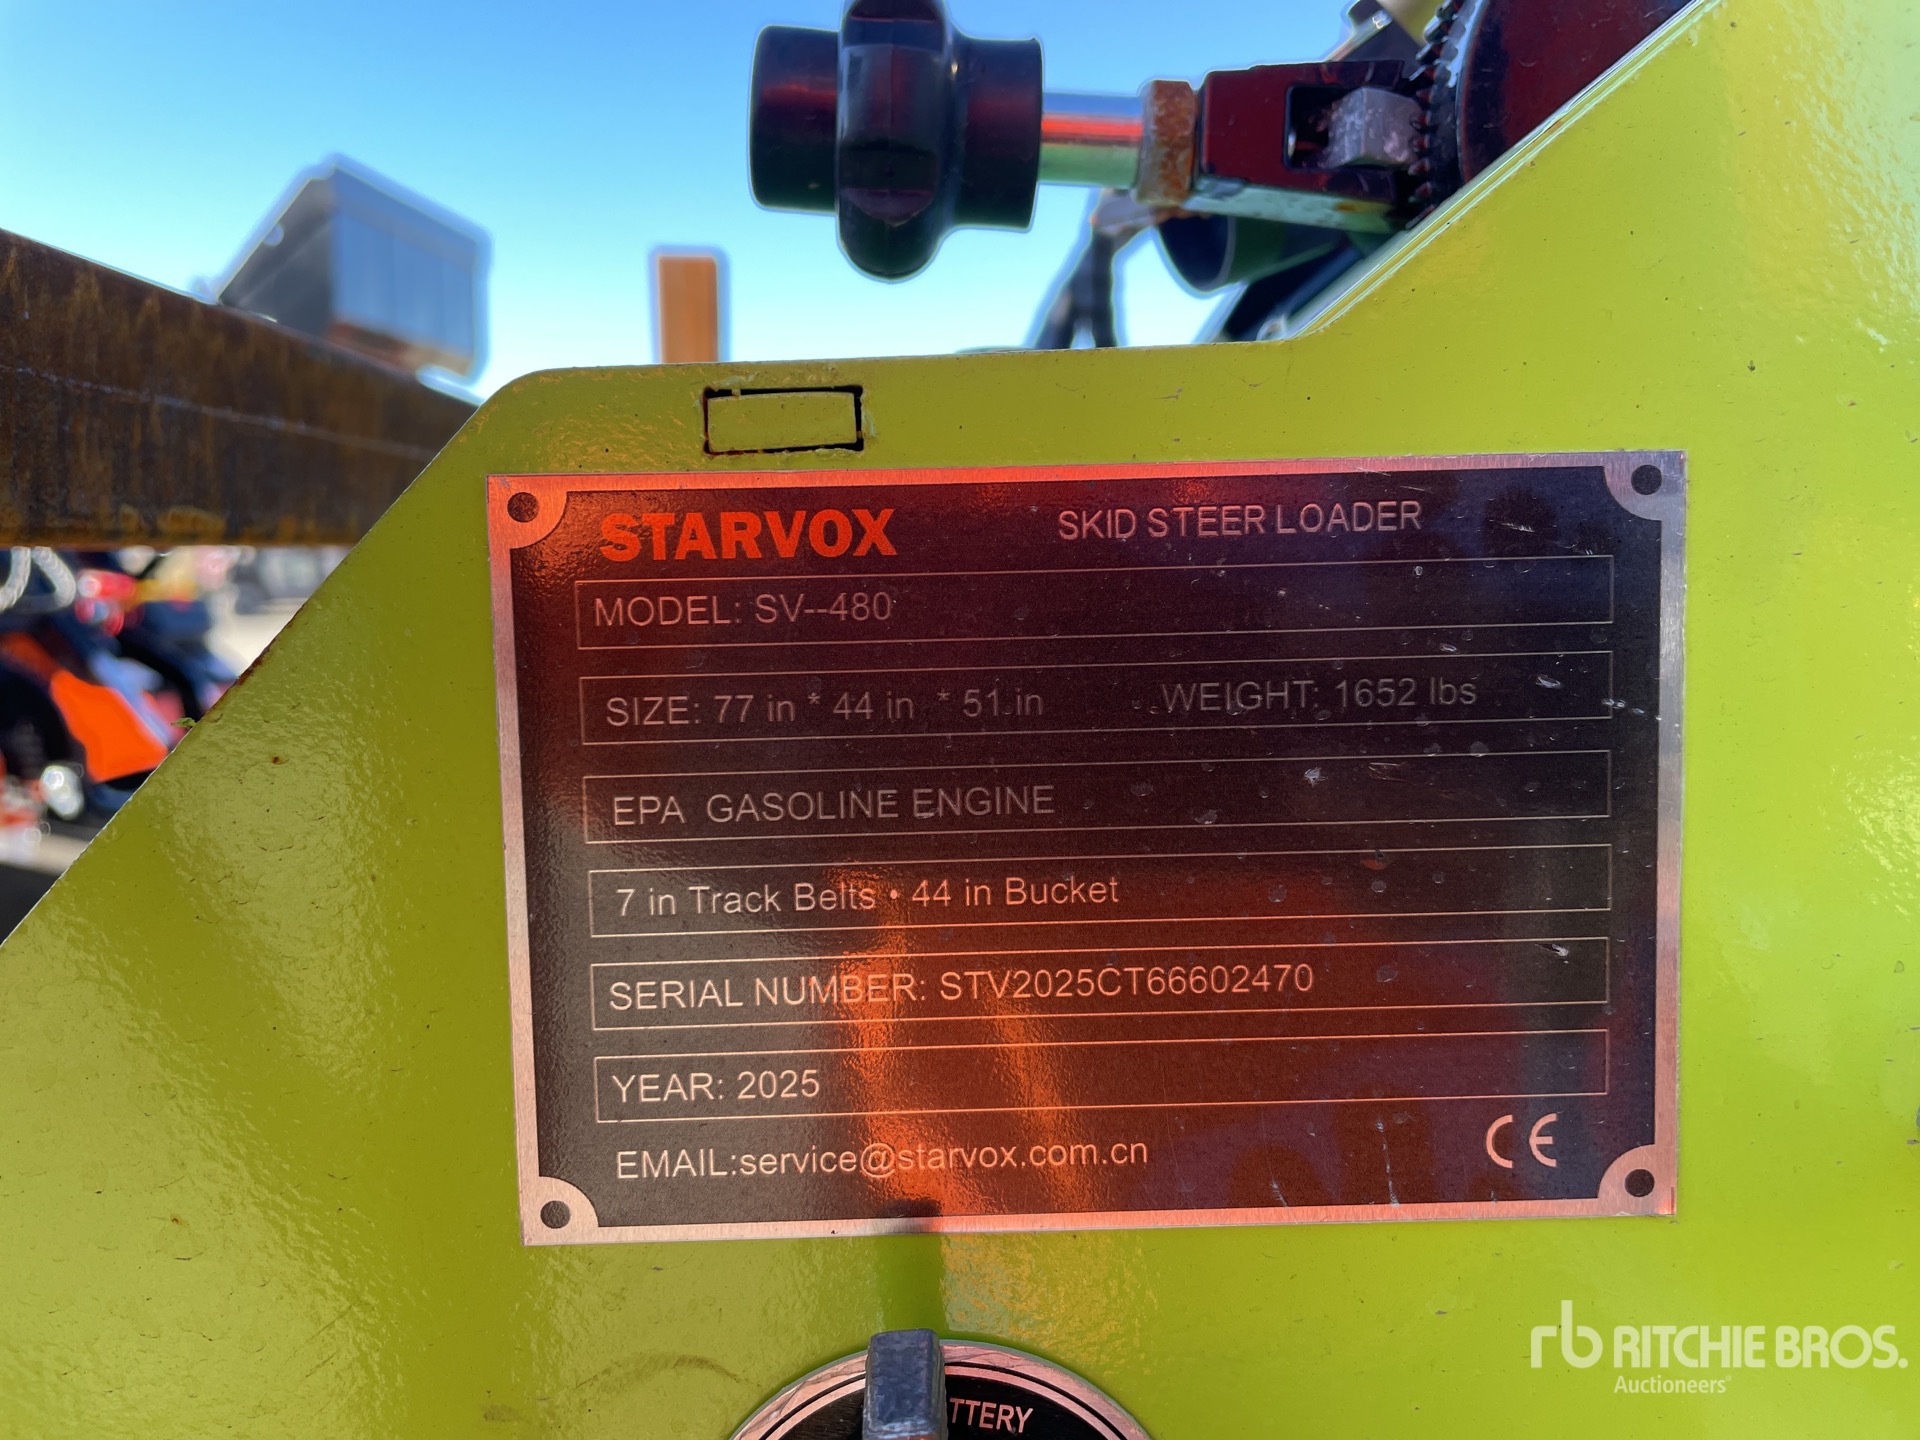 STARVOX SKID STEER LOADER
MODEL: SV--480
SIZE: 77 in * 44 in * 51 in WEIGHT: 1652 lbs
EPA GASOLINE ENGINE
7 in Track Belts • 44 in Bucket
SERIAL NUMBER: STV2025CT66602470
YEAR: 2025
EMAIL:service@starvox.com.cn CE
rb RITCHIE BROS.
Auctioneers